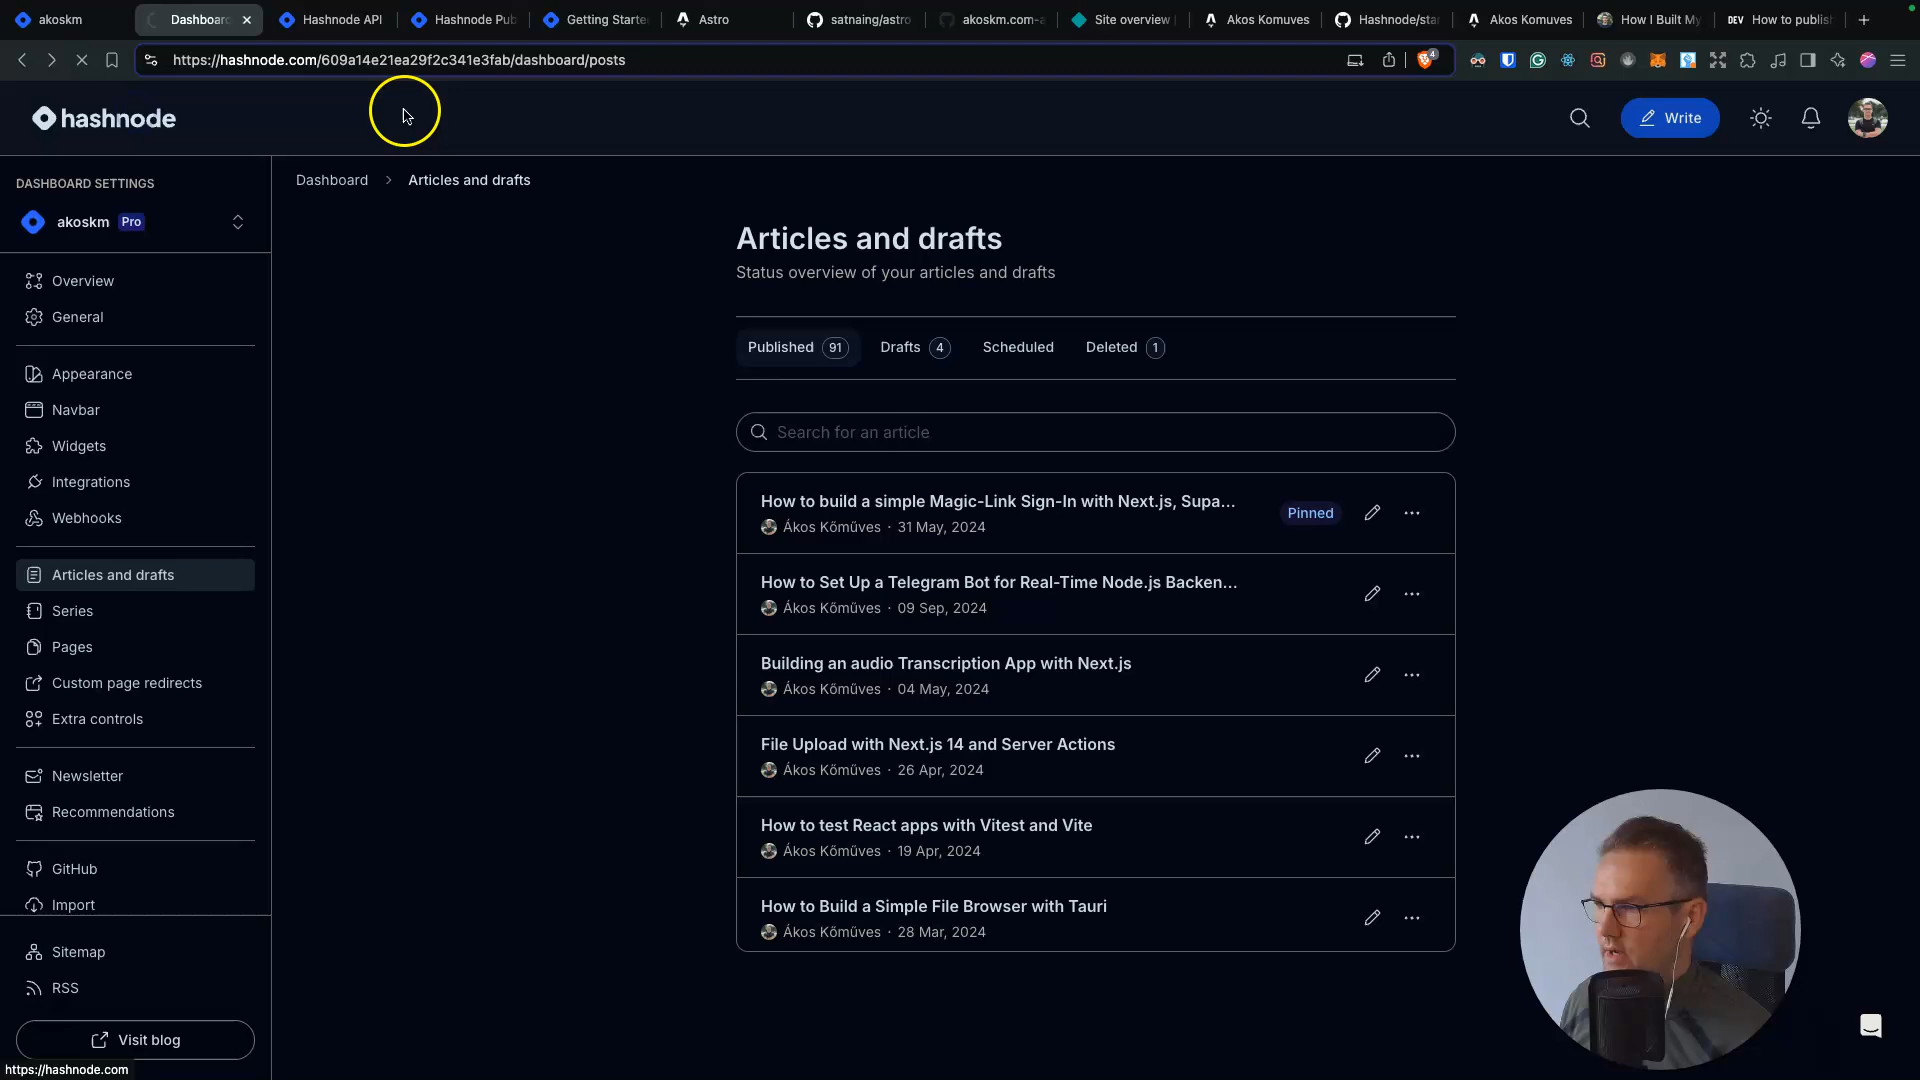 akoskm
Dashboard
Hashnode API
Hashnode Pub
Getting Starte
Astro
satnaing/astro
akoskm.com-a
Site overview
Akos Komuves
Hashnode/star
Akos Komuves
How I Built My
DEV How to publis
https://hashnode.com/609a14e21ea29f2c341e3fab/dashboard/posts
4
hashnode
Write
DASHBOARD SETTINGS
akoskm Pro
Overview
General
Appearance
Navbar
Widgets
Integrations
Webhooks
Articles and drafts
Series
Pages
Custom page redirects
Extra controls
Newsletter
Recommendations
GitHub
Import
Sitemap
RSS
Visit blog
https://hashnode.com
Dashboard > Articles and drafts
Articles and drafts
Status overview of your articles and drafts
Published 91 Drafts 4 Scheduled Deleted 1
Search for an article
How to build a simple Magic-Link Sign-In with Next.js, Supa...
Pinned
Ákos Kőműves · 31 May, 2024
How to Set Up a Telegram Bot for Real-Time Node.js Backen...
Ákos Kőműves · 09 Sep, 2024
Building an audio Transcription App with Next.js
Ákos Kőműves · 04 May, 2024
File Upload with Next.js 14 and Server Actions
Ákos Kőműves · 26 Apr, 2024
How to test React apps with Vitest and Vite
Ákos Kőműves · 19 Apr, 2024
How to Build a Simple File Browser with Tauri
Ákos Kőműves · 28 Mar, 2024